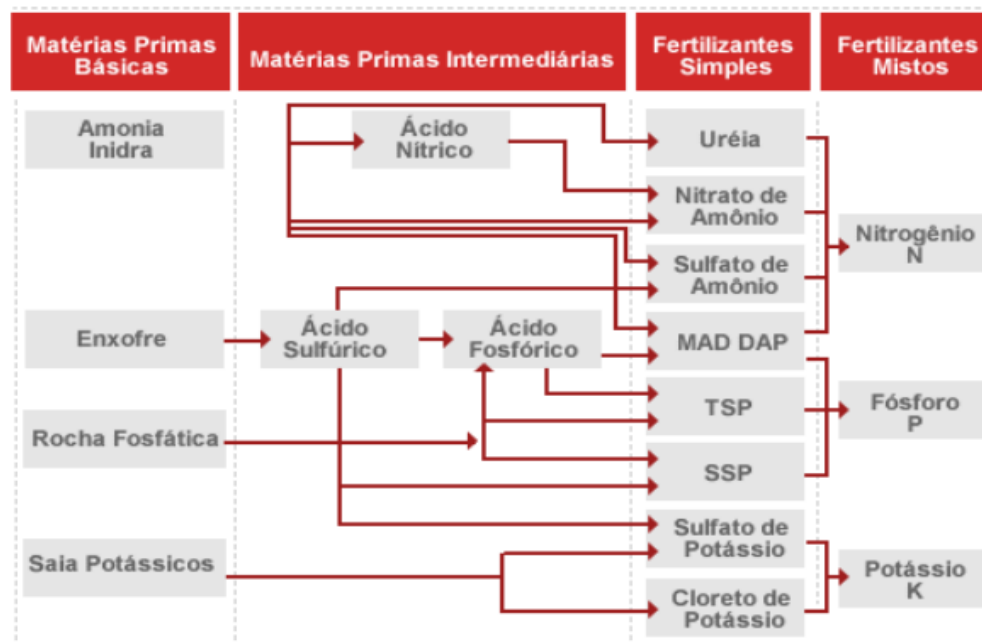 Matérias Primas
Básicas
Matérias Primas Intermediárias
Fertilizantes
Simples
Fertilizantes
Mistos
Amonia
Inidra
Ácido
Nítrico
Uréia
Nitrato de
Amônio
Nitrogênio
N
Sulfato de
Amônio
Enxofre
Ácido
Sulfúrico
Ácido
Fosfórico
MAD DAP
TSP
Fósforo
P
Rocha Fosfática
SSP
Sulfato de
Potássio
Saia Potássicos
Potássio
K
Cloreto de
Potássio